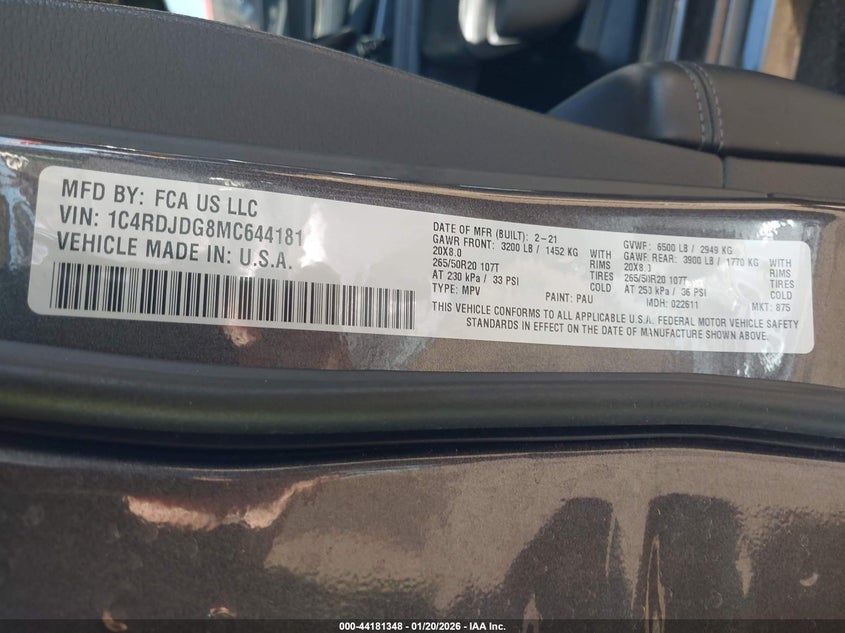 MFD BY: FCA US LLC
VIN: 1C4RDJDG8MC644181
VEHICLE MADE IN: U.S.A.
DATE OF MFR (BUILT): 2-21
GAWR FRONT: 3200 LB / 1452 KG WITH
20X8.0 RIMS
265/50R20 107T TIRES
AT 230 kPa / 33 PSI COLD
TYPE: MPV PAINT: PAU
GVWF: 6500 LB / 2949 KG
GAWF. REAR: 3900 LB / 1770 KG WITH
20X8.0 RIMS
265/50R20 107T TIRES
AT 250 kPa / 36 PSI COLD
MDH: 022611 MKT: 875
THIS VEHICLE CONFORMS TO ALL APPLICABLE U.S.A. FEDERAL MOTOR VEHICLE SAFETY
STANDARDS IN EFFECT ON THE DATE OF MANUFACTURE SHOWN ABOVE.
000-44181348 - 01/20/2026 - IAA Inc.